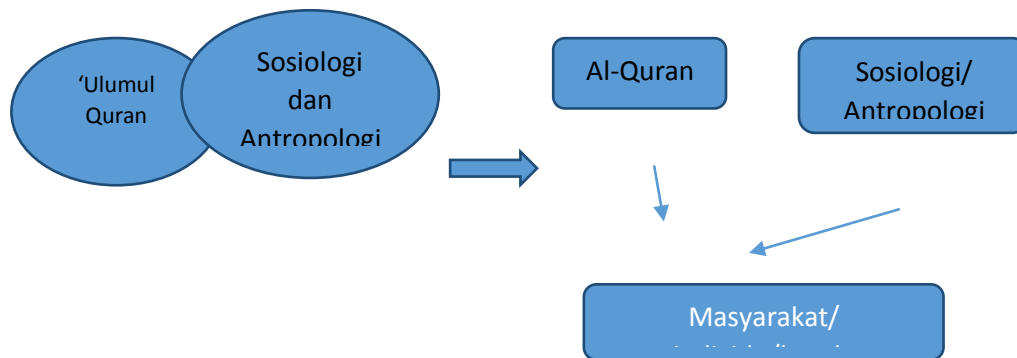 ‘Ulumul
Quran
Sosiologi
dan
Antropologi
Al-Quran
Sosiologi/
Antropologi
Masyarakat/